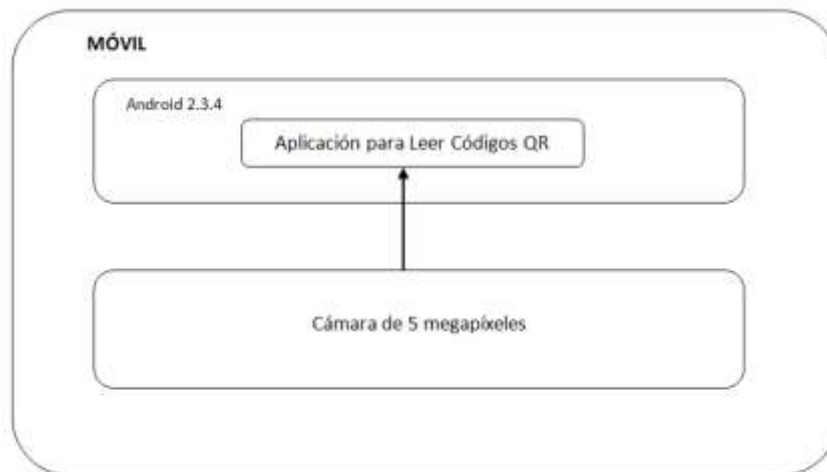 MÓVIL
Android 2.3.4
Aplicación para Leer Códigos QR
Cámara de 5 megapíxeles